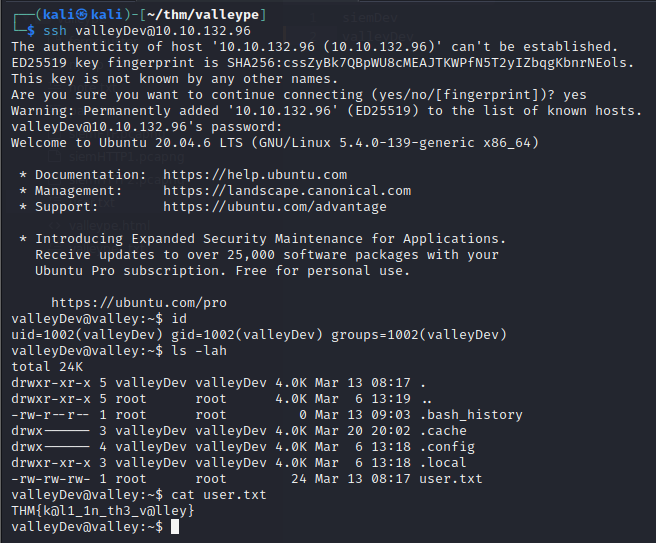 siemDev
valleyDev
┌──(kali㉿kali)-[~/thm/valleype]
└─$ ssh valleyDev@10.10.132.96
The authenticity of host '10.10.132.96 (10.10.132.96)' can't be established.
ED25519 key fingerprint is SHA256:cssZyBk7QBpWU8cMEAJTKWPfN5T2yIZbqgKbnrNEols.
This key is not known by any other names.
Are you sure you want to continue connecting (yes/no/[fingerprint])? yes
Warning: Permanently added '10.10.132.96' (ED25519) to the list of known hosts.
valleyDev@10.10.132.96's password:
Welcome to Ubuntu 20.04.6 LTS (GNU/Linux 5.4.0-139-generic x86_64)
 * Documentation:  https://help.ubuntu.com
 * Management:     https://landscape.canonical.com
 * Support:        https://ubuntu.com/advantage
 * Introducing Expanded Security Maintenance for Applications.
   Receive updates to over 25,000 software packages with your
   Ubuntu Pro subscription. Free for personal use.
     https://ubuntu.com/pro
valleyDev@valley:~$ id
uid=1002(valleyDev) gid=1002(valleyDev) groups=1002(valleyDev)
valleyDev@valley:~$ ls -lah
total 24K
drwxr-xr-x 5 valleyDev valleyDev 4.0K Mar 13 08:17 .
drwxr-xr-x 5 root      root      4.0K Mar  6 13:19 ..
-rw-r--r-- 1 root      root         0 Mar 13 09:03 .bash_history
drwx------ 3 valleyDev valleyDev 4.0K Mar 20 20:02 .cache
drwx------ 4 valleyDev valleyDev 4.0K Mar  6 13:18 .config
drwxr-xr-x 3 valleyDev valleyDev 4.0K Mar  6 13:18 .local
-rw-rw-rw- 1 root      root        24 Mar 13 08:17 user.txt
valleyDev@valley:~$ cat user.txt
THM{k@l1_1n_th3_v@lley}
valleyDev@valley:~$